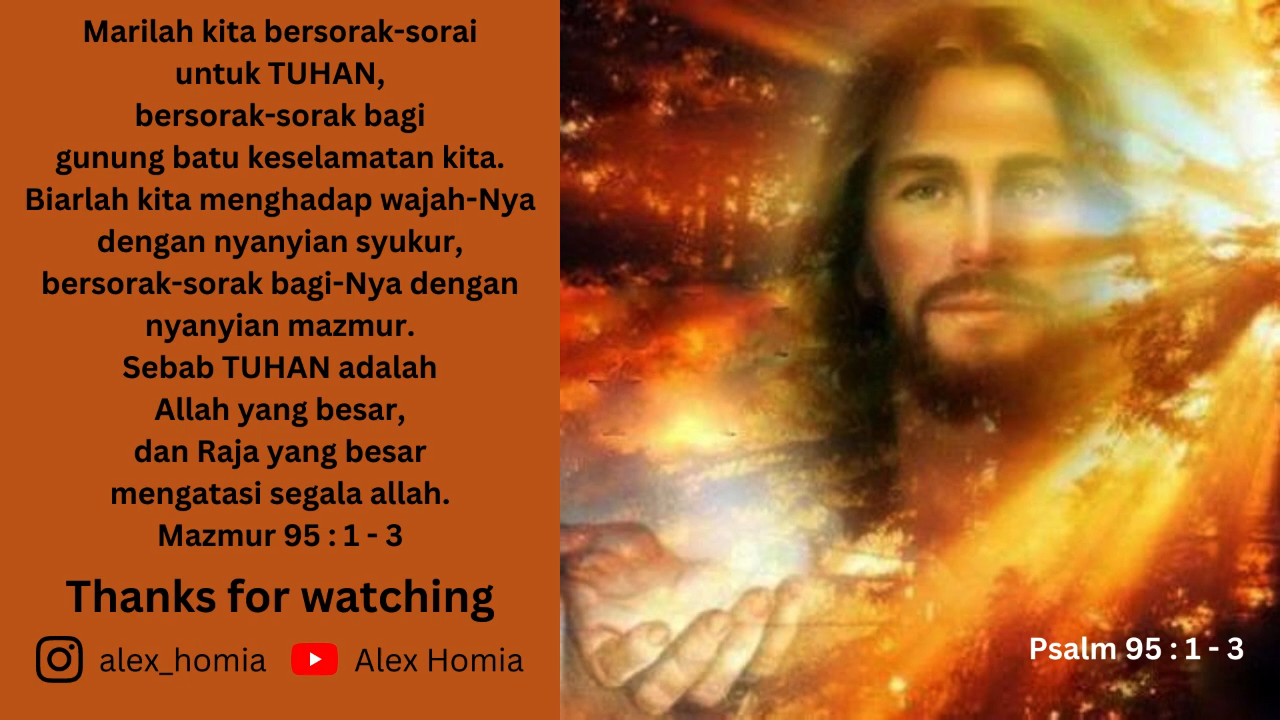 Marilah kita bersorak-sorai
untuk TUHAN,
bersorak-sorak bagi
gunung batu keselamatan kita.
Biarlah kita menghadap wajah-Nya
dengan nyanyian syukur,
bersorak-sorak bagi-Nya dengan
nyanyian mazmur.
Sebab TUHAN adalah
Allah yang besar,
dan Raja yang besar
mengatasi segala allah.
Mazmur 95 : 1 - 3
Thanks for watching
alex_homia Alex Homia
Psalm 95 : 1 - 3